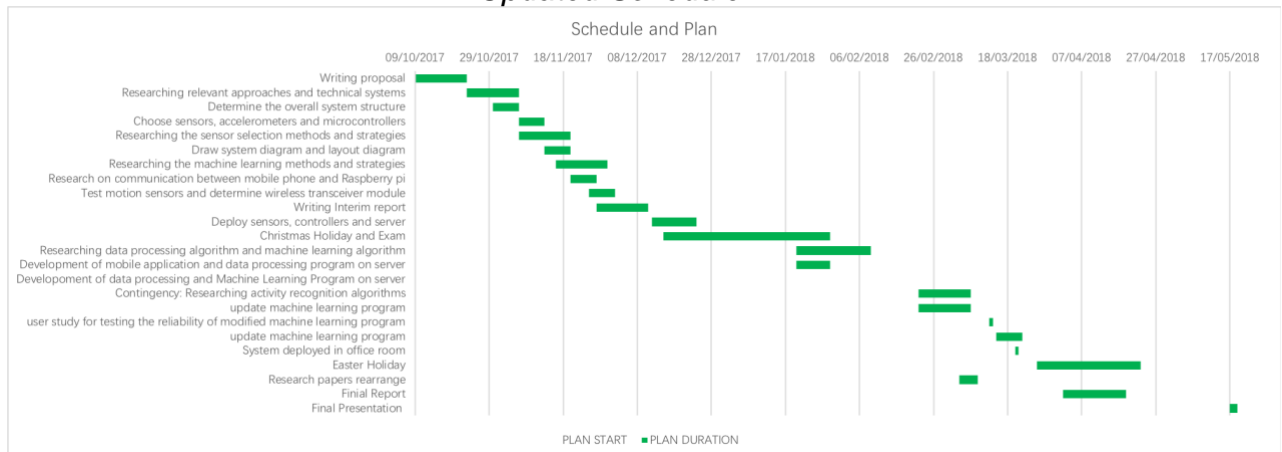 Schedule and Plan
09/10/2017 29/10/2017 18/11/2017 08/12/2017 28/12/2017 17/01/2018 06/02/2018 26/02/2018 18/03/2018 07/04/2018 27/04/2018 17/05/2018
Writing proposal
Researching relevant approaches and technical systems
Determine the overall system structure
Choose sensors, accelerometers and microcontrollers
Researching the sensor selection methods and strategies
Draw system diagram and layout diagram
Researching the machine learning methods and strategies
Research on communication between mobile phone and Raspberry pi
Test motion sensors and determine wireless transceiver module
Writing Interim report
Deploy sensors, controllers and server
Christmas Holiday and Exam
Researching data processing algorithm and machine learning algorithm
Development of mobile application and data processing program on server
Developoment of data processing and Machine Learning Program on server
Contingency: Researching activity recognition algorithms
update machine learning program
user study for testing the reliability of modified machine learning program
update machine learning program
System deployed in office room
Easter Holiday
Research papers rearrange
Finial Report
Final Presentation
PLAN START PLAN DURATION